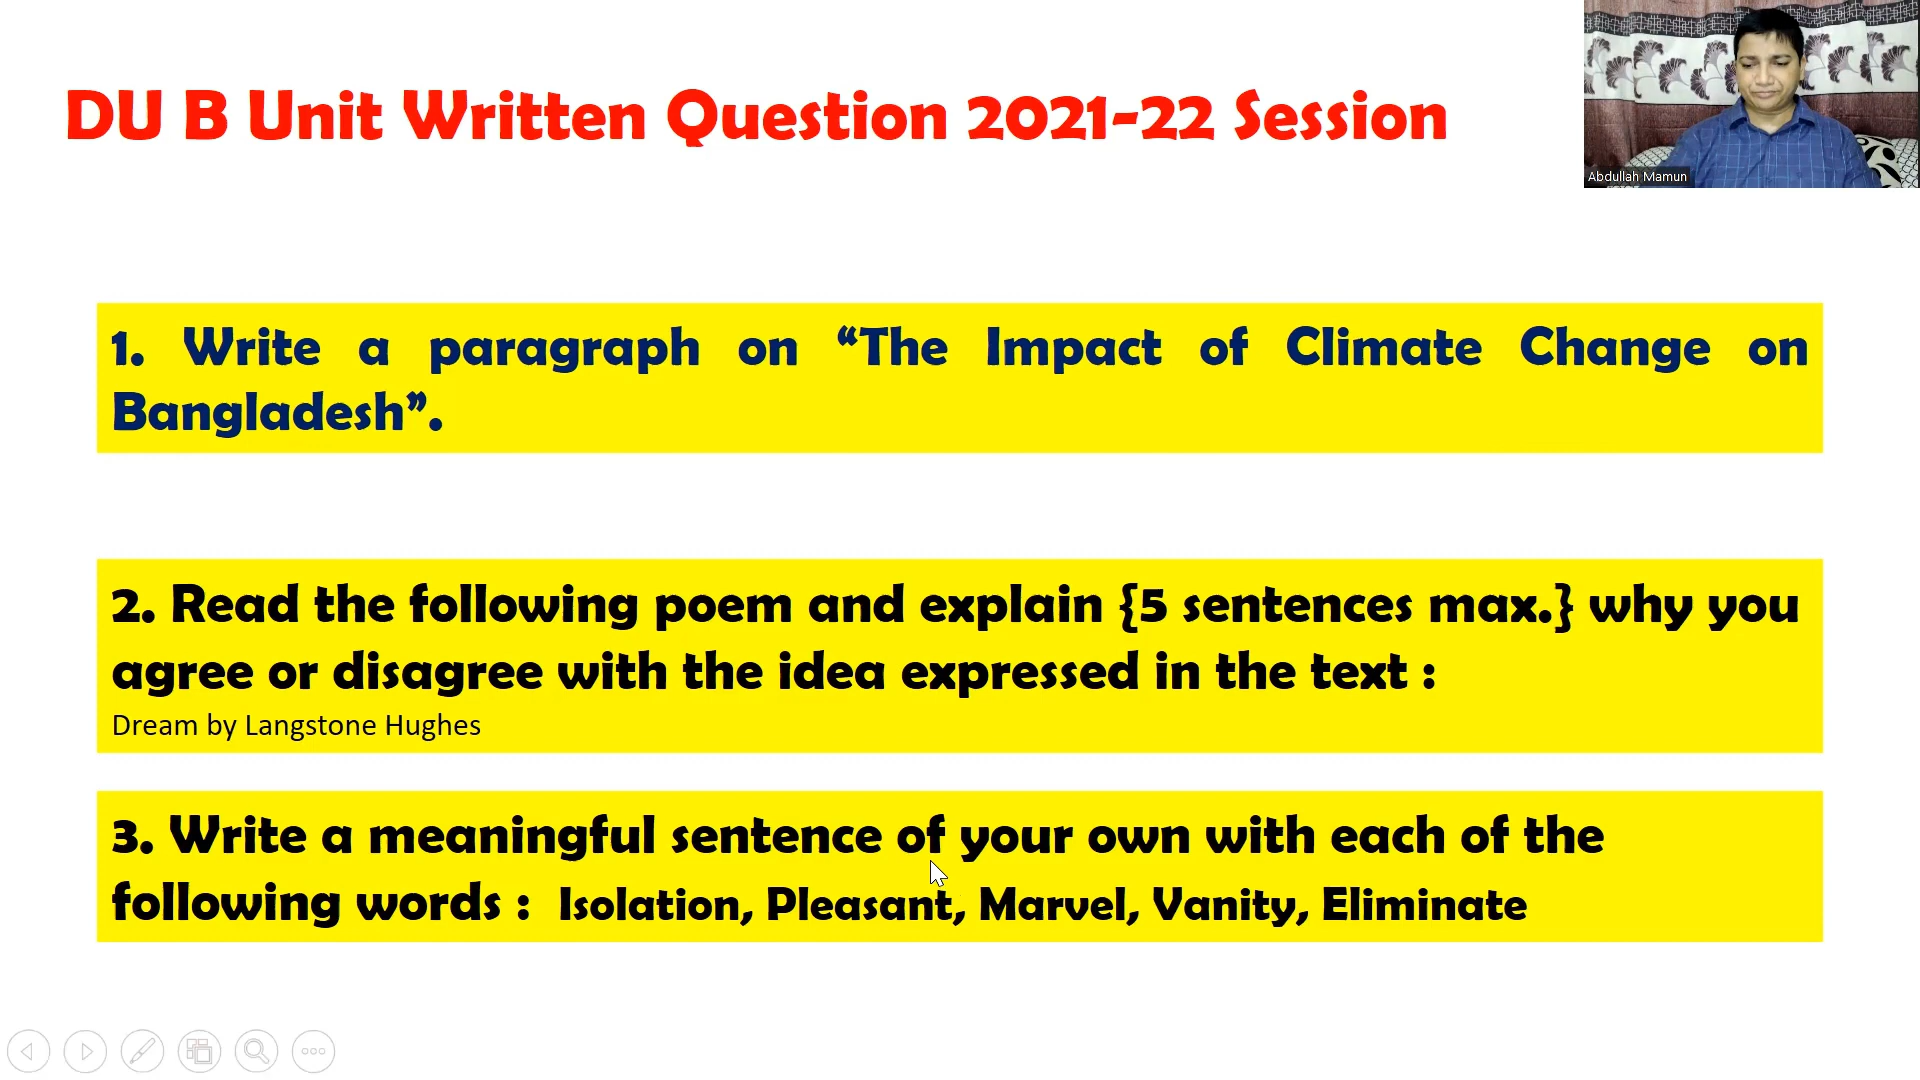 DU B Unit Written Question 2021-22 Session
Abdullah Mamun
1. Write a paragraph on “The Impact of Climate Change on
Bangladesh”.
2. Read the following poem and explain {5 sentences max.} why you
agree or disagree with the idea expressed in the text :
Dream by Langstone Hughes
3. Write a meaningful sentence of your own with each of the
following words : Isolation, Pleasant, Marvel, Vanity, Eliminate